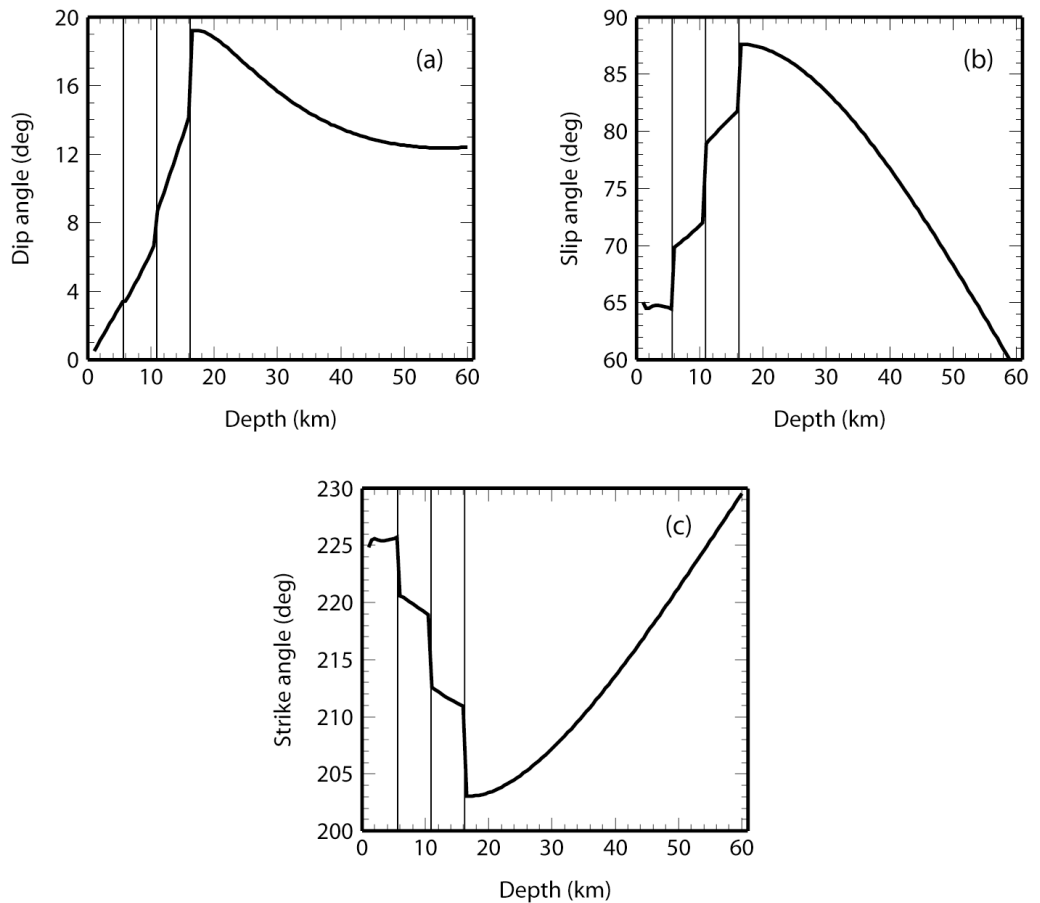 20
16
12
8
4
0
Dip angle (deg)
(a)
0 10 20 30 40 50 60
Depth (km)
90
85
80
75
70
65
60
Slip angle (deg)
(b)
0 10 20 30 40 50 60
Depth (km)
230
225
220
215
210
205
200
Strike angle (deg)
(c)
0 10 20 30 40 50 60
Depth (km)